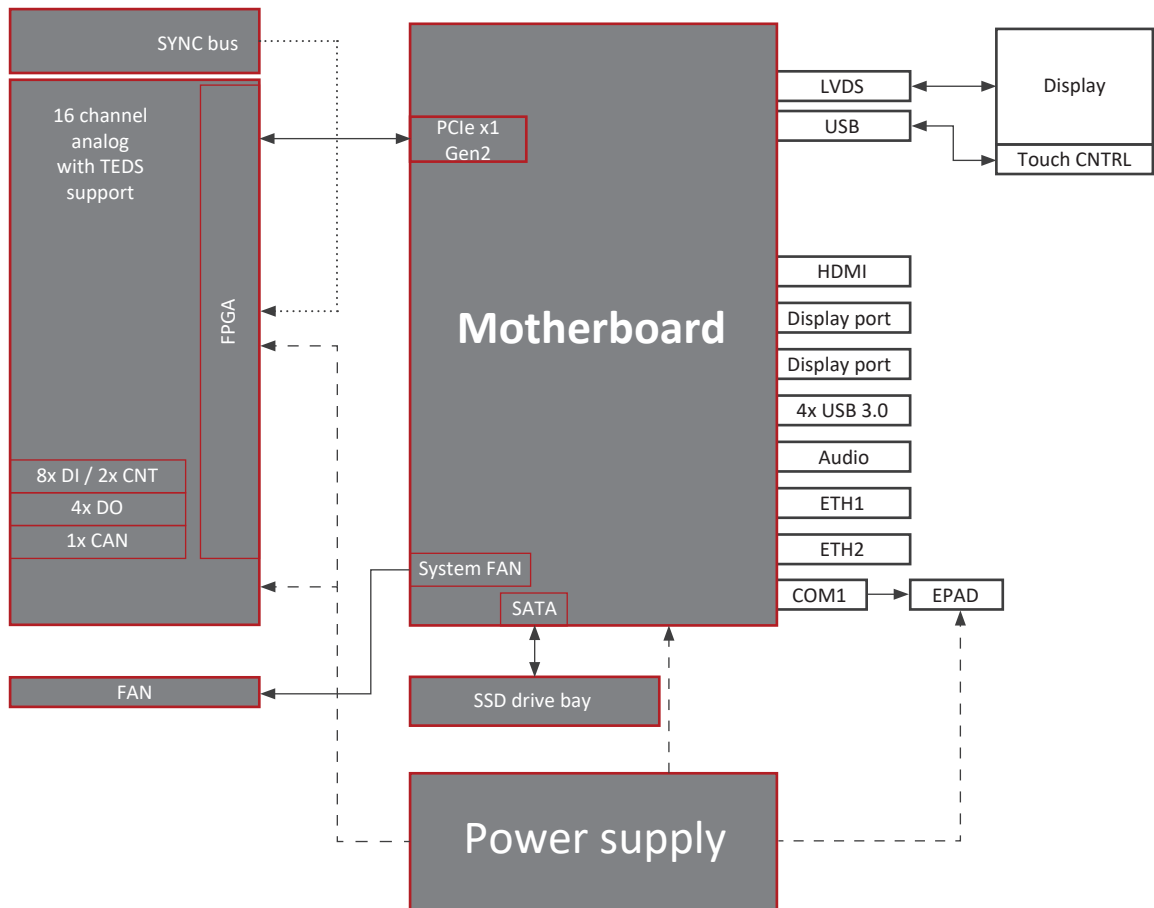 SYNC bus
16 channel
analog
with TEDS
support
FPGA
8x DI / 2x CNT
4x DO
1x CAN
FAN
PCIe x1
Gen2
Motherboard
System FAN
SATA
SSD drive bay
Power supply
LVDS
USB
Display
Touch CNTRL
HDMI
Display port
Display port
4x USB 3.0
Audio
ETH1
ETH2
COM1
EPAD